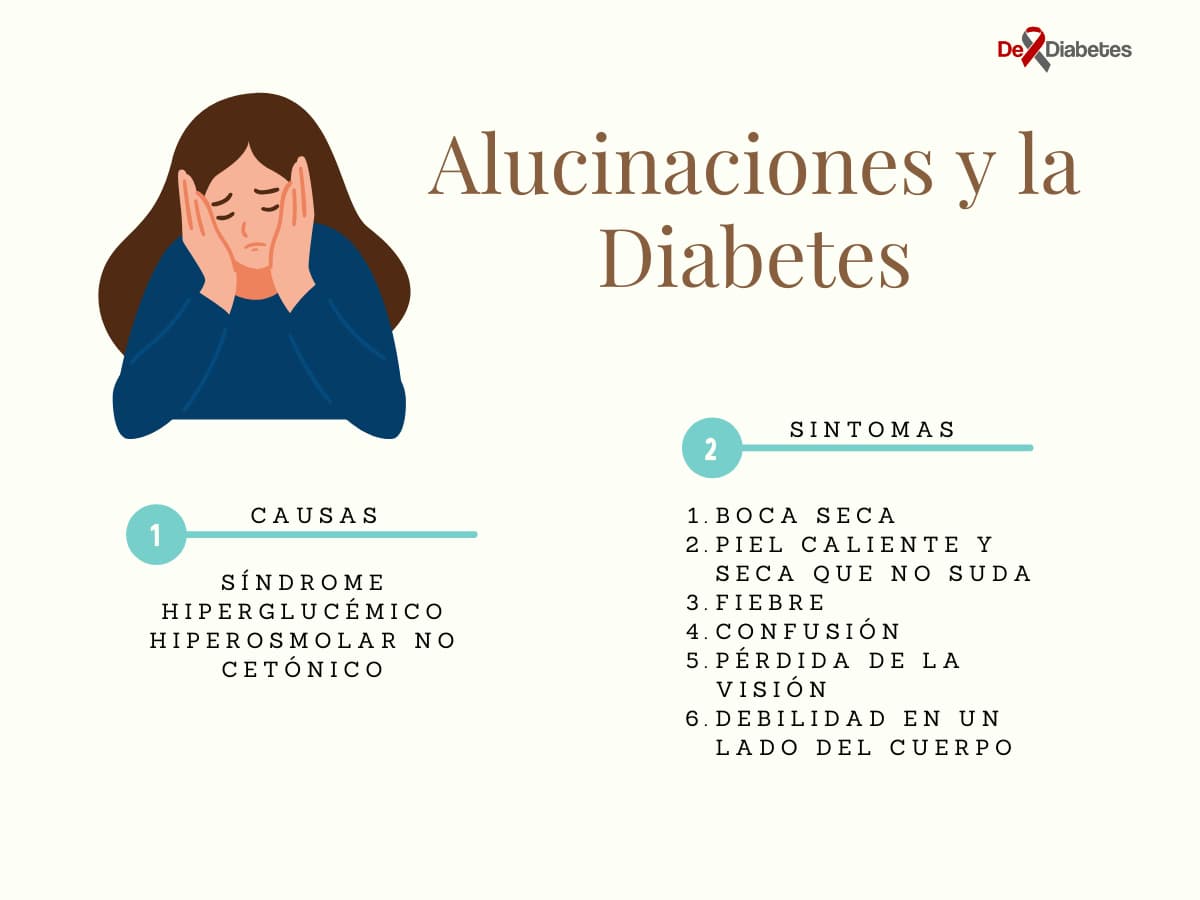 De Diabetes
Alucinaciones y la
Diabetes
1
CAUSAS
SÍNDROME
HIPERGLUCÉMICO
HIPEROSMOLAR NO
CETÓNICO
2
SINTOMAS
1. BOCA SECA
2. PIEL CALIENTE Y
SECA QUE NO SUDA
3. FIEBRE
4. CONFUSIÓN
5. PÉRDIDA DE LA
VISIÓN
6. DEBILIDAD EN UN
LADO DEL CUERPO